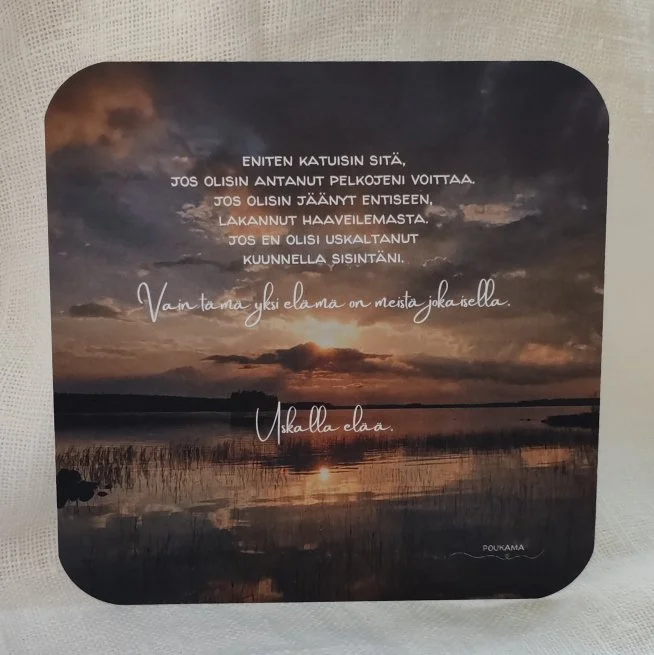 ENITEN KATUISIN SITÄ,
JOS OLISIN ANTANUT PELKOJENI VOITTAA.
JOS OLISIN JÄÄNYT ENTISEEN,
LAKANNUT HAAVEILEMASTA.
JOS EN OLISI USKALTANUT
KUUNNELLA SISINTÄNI.
Vain tämä yksi elämä on meistä jokaisella.
Uskalla elää.
POUKAMA